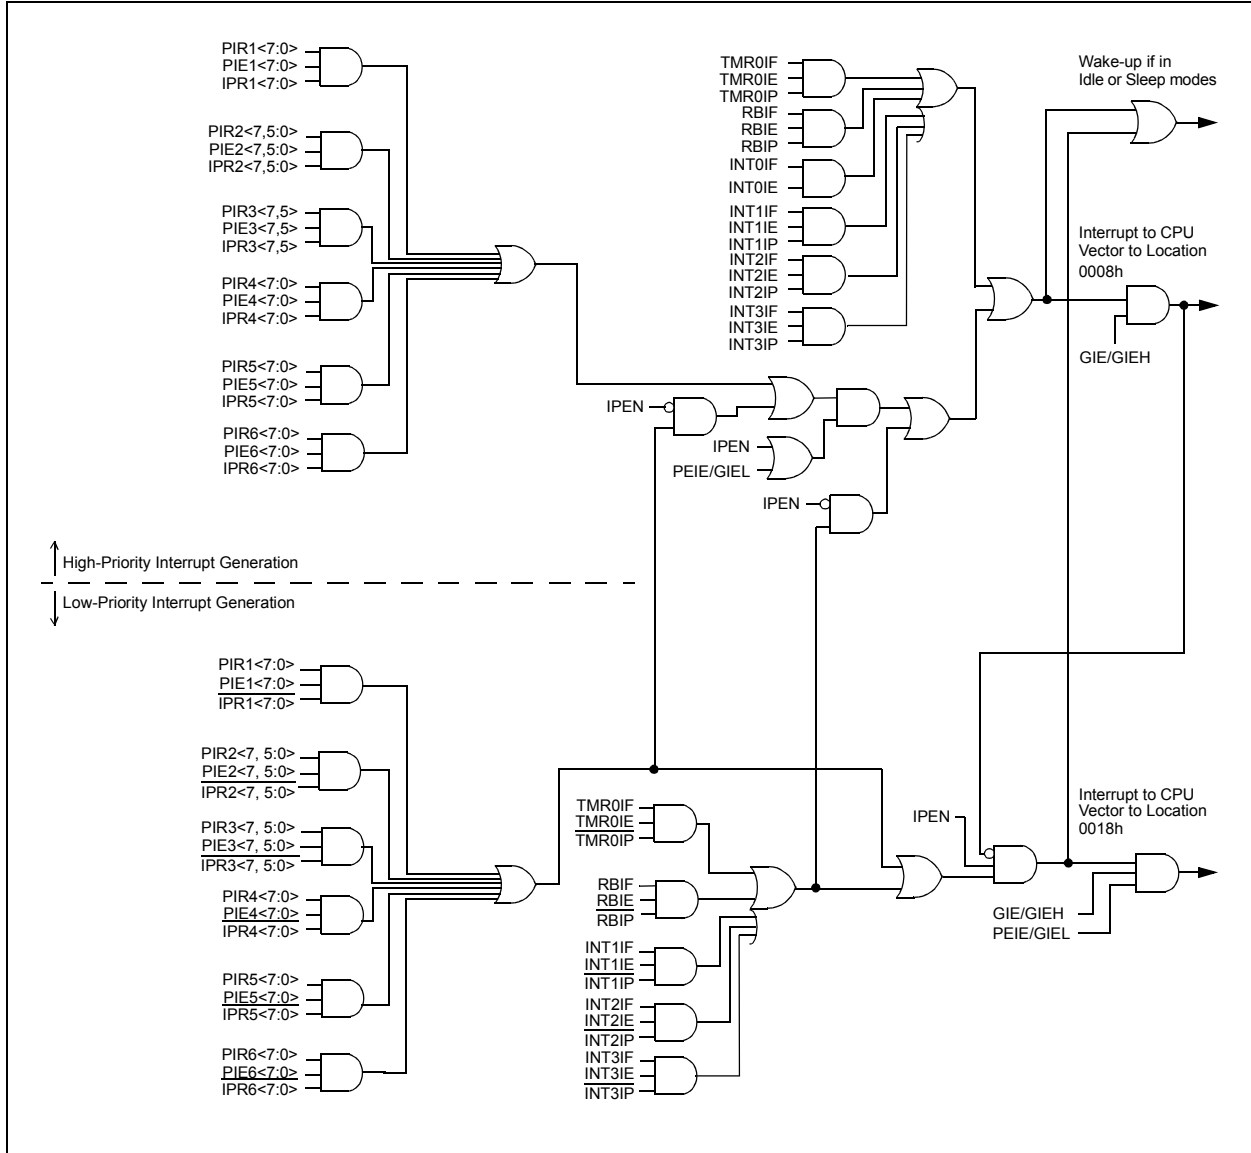 PIR1<7:0>
PIE1<7:0>
IPR1<7:0>
PIR2<7,5:0>
PIE2<7,5:0>
IPR2<7,5:0>
PIR3<7,5>
PIE3<7,5>
IPR3<7,5>
PIR4<7:0>
PIE4<7:0>
IPR4<7:0>
PIR5<7:0>
PIE5<7:0>
IPR5<7:0>
PIR6<7:0>
PIE6<7:0>
IPR6<7:0>
TMR0IF
TMR0IE
TMR0IP
RBIF
RBIE
RBIP
INT0IF
INT0IE
INT1IF
INT1IE
INT1IP
INT2IF
INT2IE
INT2IP
INT3IF
INT3IE
INT3IP
Wake-up if in
Idle or Sleep modes
Interrupt to CPU
Vector to Location
0008h
GIE/GIEH
IPEN
IPEN
PEIE/GIEL
IPEN
High-Priority Interrupt Generation
Low-Priority Interrupt Generation
PIR1<7:0>
PIE1<7:0>
IPR1<7:0>
PIR2<7, 5:0>
PIE2<7, 5:0>
IPR2<7, 5:0>
PIR3<7, 5:0>
PIE3<7, 5:0>
IPR3<7, 5:0>
PIR4<7:0>
PIE4<7:0>
IPR4<7:0>
PIR5<7:0>
PIE5<7:0>
IPR5<7:0>
PIR6<7:0>
PIE6<7:0>
IPR6<7:0>
TMR0IF
TMR0IE
TMR0IP
RBIF
RBIE
RBIP
INT1IF
INT1IE
INT1IP
INT2IF
INT2IE
INT2IP
INT3IF
INT3IE
INT3IP
IPEN
Interrupt to CPU
Vector to Location
0018h
GIE/GIEH
PEIE/GIEL